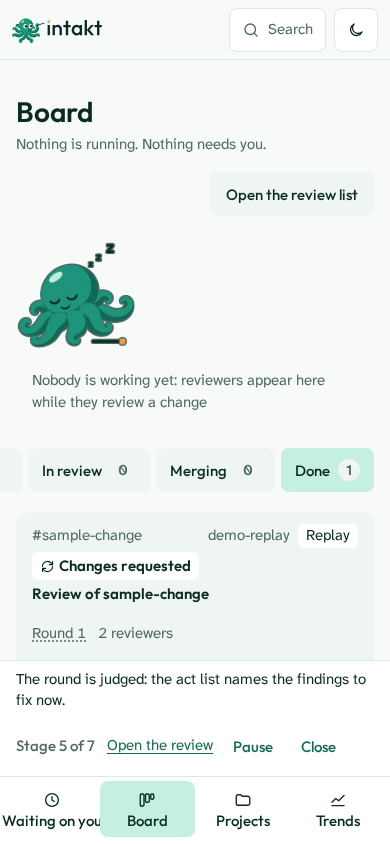 intakt
Search
Board
Nothing is running. Nothing needs you.
Open the review list
z z z
Nobody is working yet: reviewers appear here
while they review a change
In review 0
Merging 0
Done 1
#sample-change
demo-replay
Replay
Changes requested
Review of sample-change
Round 1
2 reviewers
The round is judged: the act list names the findings to
fix now.
Stage 5 of 7
Open the review
Pause
Close
Waiting on you
Board
Projects
Trends